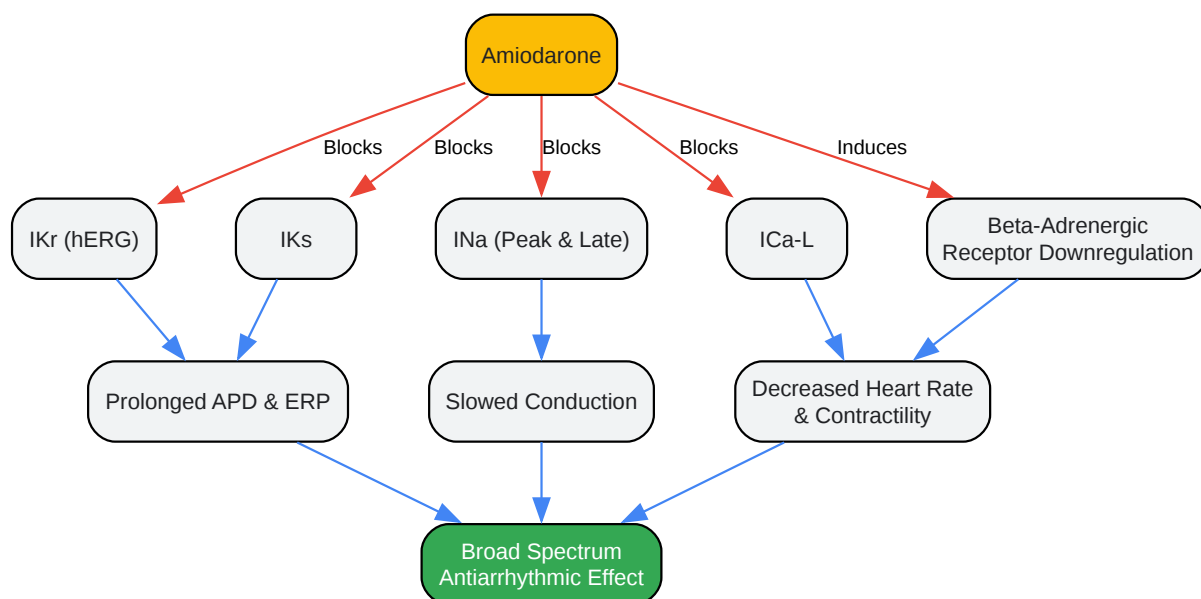 Amiodarone
Blocks
Blocks
Blocks
Blocks
Induces
IKr (hERG)
IKs
INa (Peak & Late)
ICa-L
Beta-Adrenergic
Receptor Downregulation
Prolonged APD & ERP
Slowed Conduction
Decreased Heart Rate
& Contractility
Broad Spectrum
Antiarrhythmic Effect